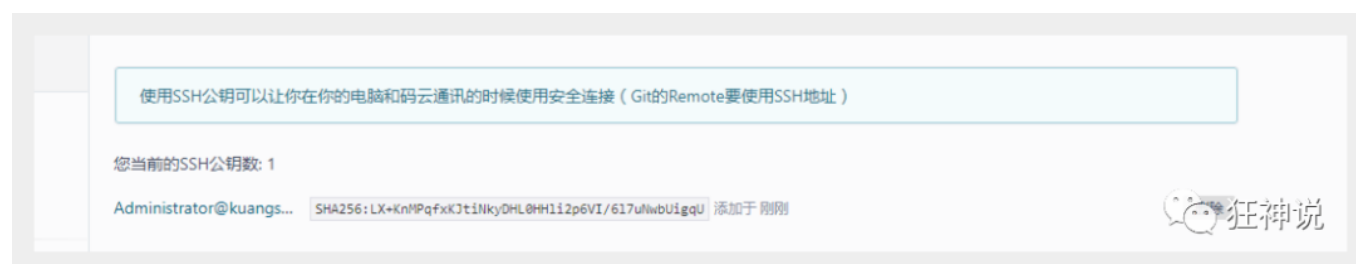 使用SSH公钥可以让你在你的电脑和码云通讯的时候使用安全连接（Git的Remote要使用SSH地址）
您当前的SSH公钥数: 1
Administrator@kuangs... SHA256:LX+KnMPqfxKJtiNkyDHL0HHli2p6VI/6l7uNwbUigqU 添加于 刚刚
狂神说